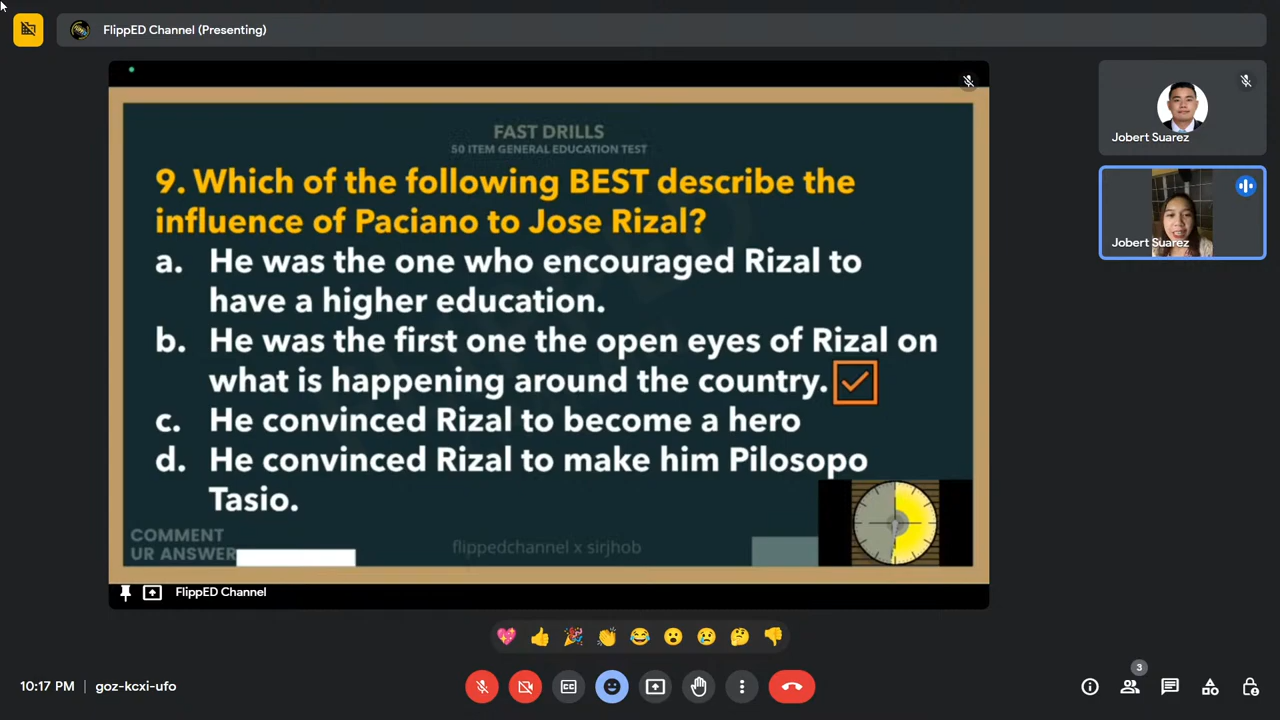 FlippED Channel (Presenting)
FAST DRILLS
50 ITEM GENERAL EDUCATION TEST
9. Which of the following BEST describe the
influence of Paciano to Jose Rizal?
a. He was the one who encouraged Rizal to
have a higher education.
b. He was the first one the open eyes of Rizal on
what is happening around the country.
c. He convinced Rizal to become a hero
d. He convinced Rizal to make him Pilosopo
Tasio.
COMMENT
UR ANSWER
flippedchannel x sirjhob
FlippED Channel
Jobert Suarez
Jobert Suarez
10:17 PM | goz-kcxi-ufo
CC
3